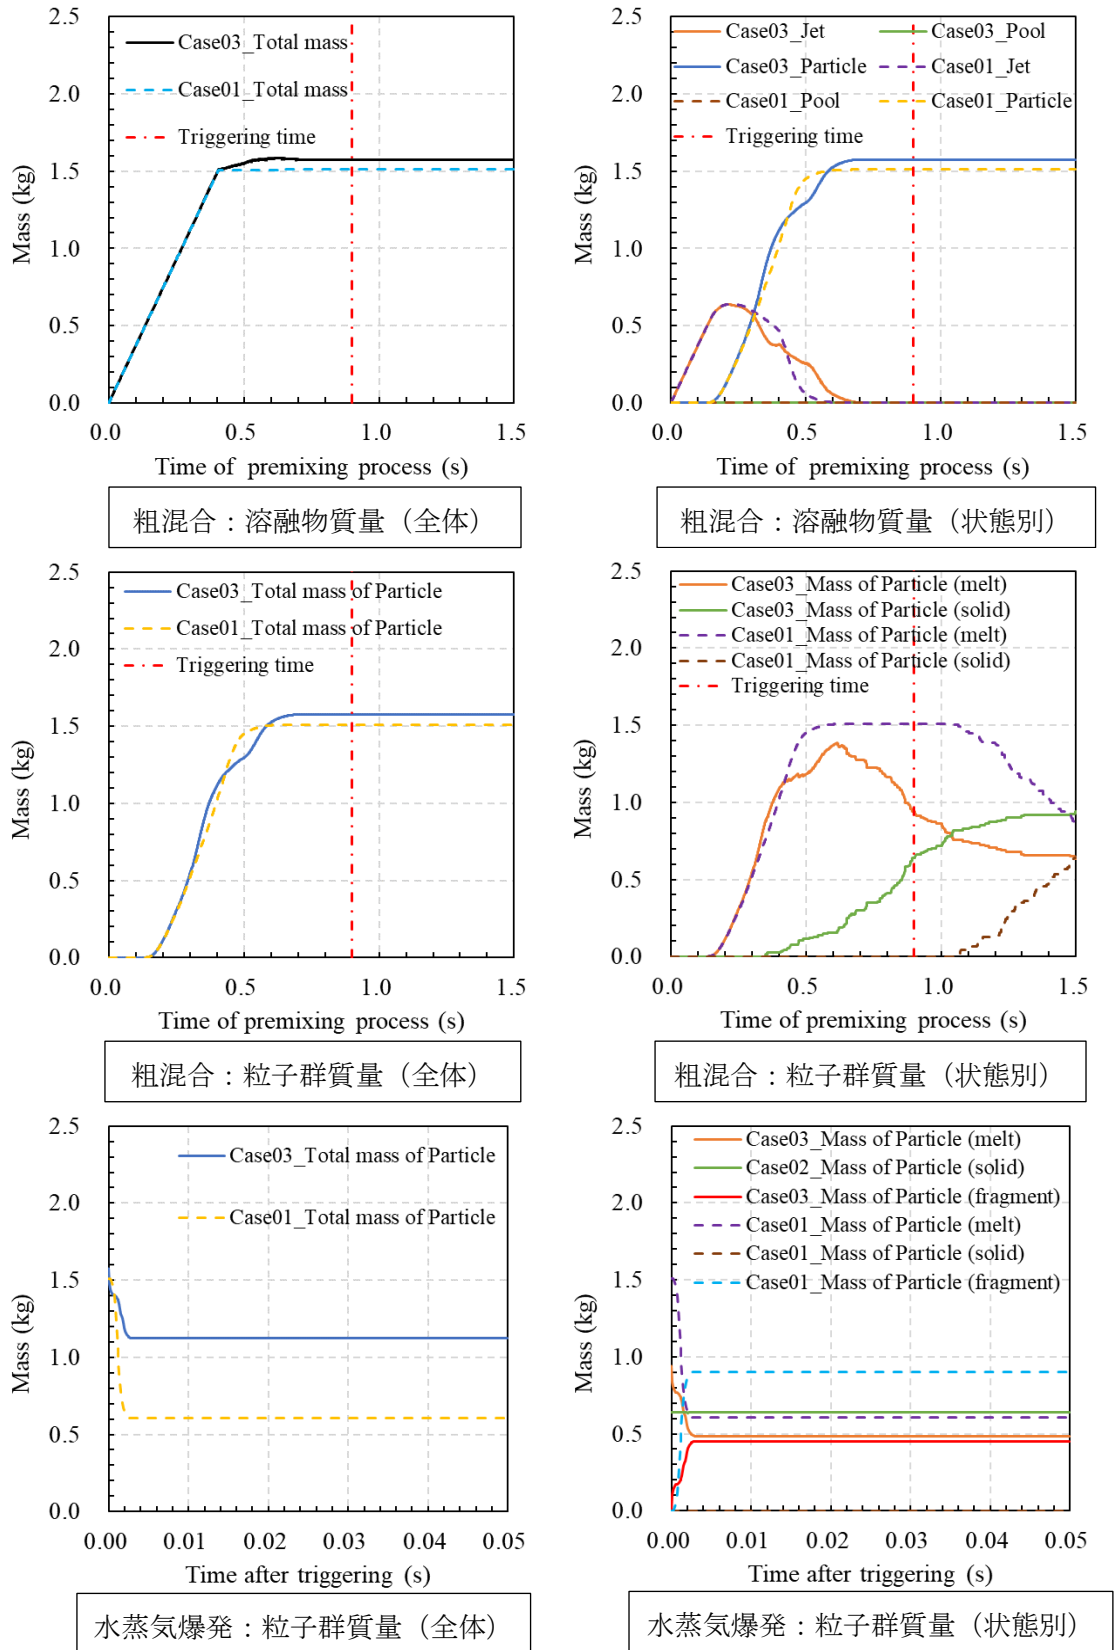 2.5
2.0
1.5
1.0
0.5
0.0
Mass (kg)
Case03_Total mass
Case01_Total mass
Triggering time
0.0 0.5 1.0 1.5
Time of premixing process (s)
粗混合：溶融物質量（全体）
2.5
2.0
1.5
1.0
0.5
0.0
Mass (kg)
Case03_Jet Case03_Pool
Case03_Particle Case01_Jet
Case01_Pool Case01_Particle
Triggering time
0.0 0.5 1.0 1.5
Time of premixing process (s)
粗混合：溶融物質量（状態別）
2.5
2.0
1.5
1.0
0.5
0.0
Mass (kg)
Case03_Total mass of Particle
Case01_Total mass of Particle
Triggering time
0.0 0.5 1.0 1.5
Time of premixing process (s)
粗混合：粒子群質量（全体）
2.5
2.0
1.5
1.0
0.5
0.0
Mass (kg)
Case03_Mass of Particle (melt)
Case03_Mass of Particle (solid)
Case01_Mass of Particle (melt)
Case01_Mass of Particle (solid)
Triggering time
0.0 0.5 1.0 1.5
Time of premixing process (s)
粗混合：粒子群質量（状態別）
2.5
2.0
1.5
1.0
0.5
0.0
Mass (kg)
Case03_Total mass of Particle
Case01_Total mass of Particle
0.00 0.01 0.02 0.03 0.04 0.05
Time after triggering (s)
水蒸気爆発：粒子群質量（全体）
2.5
2.0
1.5
1.0
0.5
0.0
Mass (kg)
Case03_Mass of Particle (melt)
Case02_Mass of Particle (solid)
Case03_Mass of Particle (fragment)
Case01_Mass of Particle (melt)
Case01_Mass of Particle (solid)
Case01_Mass of Particle (fragment)
0.00 0.01 0.02 0.03 0.04 0.05
Time after triggering (s)
水蒸気爆発：粒子群質量（状態別）